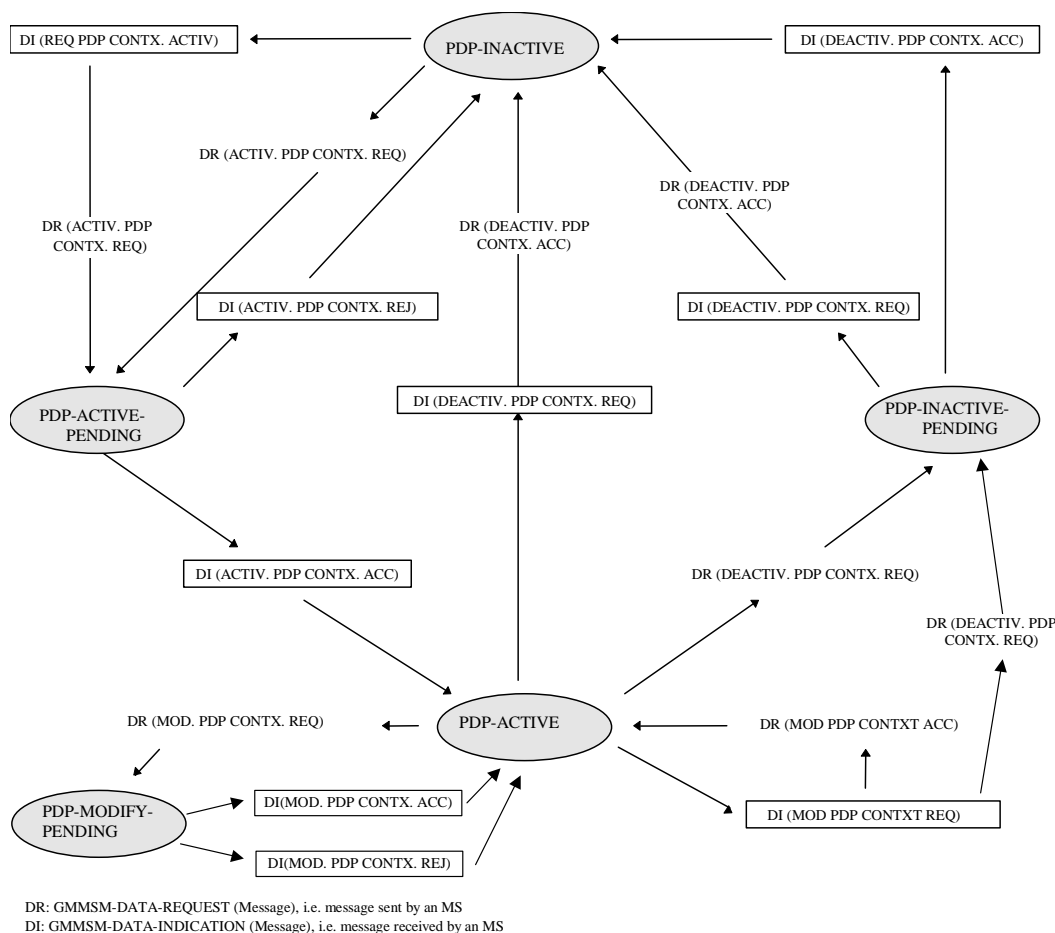 DI (REQ PDP CONTX. ACTIV)
PDP-INACTIVE
DI (DEACTIV. PDP CONTX. ACC)
DR (ACTIV. PDP CONTX. REQ)
DR (DEACTIV. PDP
CONTX. ACC)
DR (ACTIV. PDP
CONTX. REQ)
DR (DEACTIV. PDP
CONTX. ACC)
DI (ACTIV. PDP CONTX. REJ)
DI (DEACTIV. PDP CONTX. REQ)
PDP-ACTIVE-
PENDING
DI (DEACTIV. PDP CONTX. REQ)
PDP-INACTIVE-
PENDING
DI (ACTIV. PDP CONTX. ACC)
DR (DEACTIV. PDP CONTX. REQ)
DR (DEACTIV. PDP
CONTX. REQ)
DR (MOD. PDP CONTX. REQ)
PDP-ACTIVE
DR (MOD PDP CONTXT ACC)
PDP-MODIFY-
PENDING
DI(MOD. PDP CONTX. ACC)
DI (MOD PDP CONTXT REQ)
DI(MOD. PDP CONTX. REJ)
DR: GMMSM-DATA-REQUEST (Message), i.e. message sent by an MS
DI: GMMSM-DATA-INDICATION (Message), i.e. message received by an MS